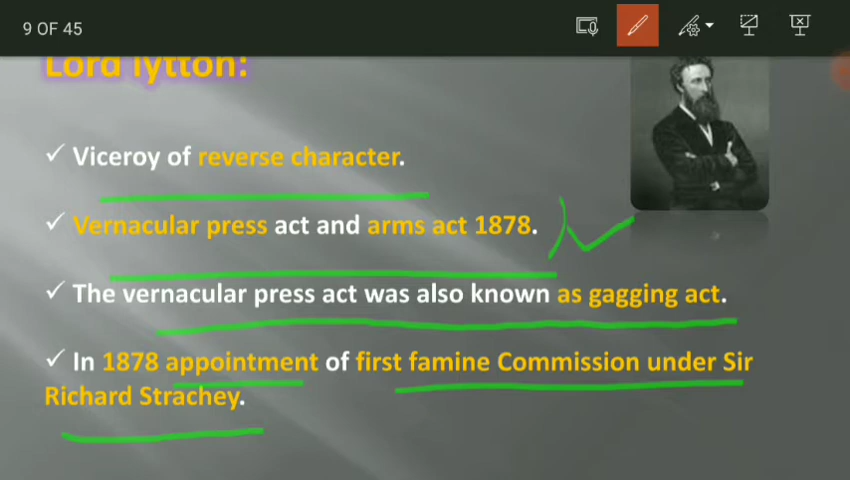 9 OF 45
Lord lytton:
✓ Viceroy of reverse character.
✓ Vernacular press act and arms act 1878.
✓ The vernacular press act was also known as gagging act.
✓ In 1878 appointment of first famine Commission under Sir
Richard Strachey.